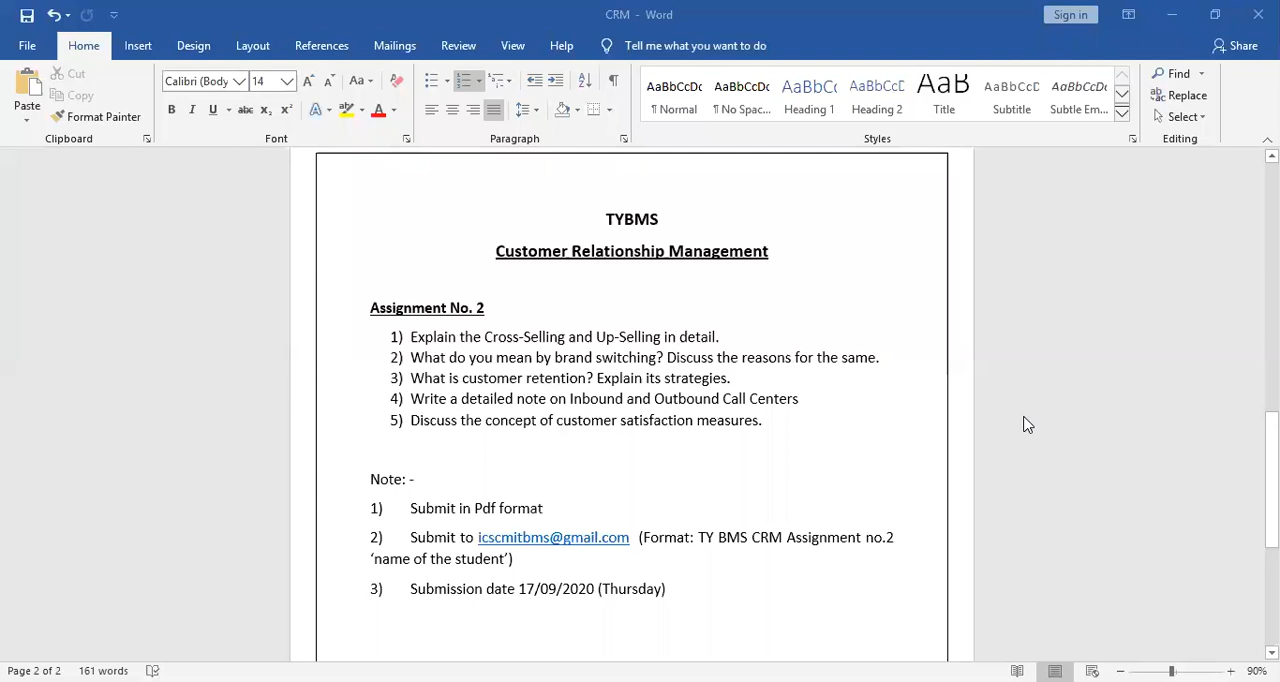 CRM - Word
Sign in
File Home Insert Design Layout References Mailings Review View Help Tell me what you want to do Share
Paste
Cut
Copy
Format Painter
Clipboard
Calibri (Body 14
Aa
B I U abc x₂ x² A A
Font
Paragraph
AaBbCcDc AaBbCcDc AaBbCc AaBbCcD AaB AaBbCcD AaBbCcD
¶ Normal ¶ No Spac... Heading 1 Heading 2 Title Subtitle Subtle Em...
Styles
Find
Replace
Select
Editing
TYBMS
Customer Relationship Management
Assignment No. 2
1) Explain the Cross-Selling and Up-Selling in detail.
2) What do you mean by brand switching? Discuss the reasons for the same.
3) What is customer retention? Explain its strategies.
4) Write a detailed note on Inbound and Outbound Call Centers
5) Discuss the concept of customer satisfaction measures.
Note: -
1) Submit in Pdf format
2) Submit to icscmitbms@gmail.com (Format: TY BMS CRM Assignment no.2
‘name of the student’)
3) Submission date 17/09/2020 (Thursday)
Page 2 of 2 161 words 90%